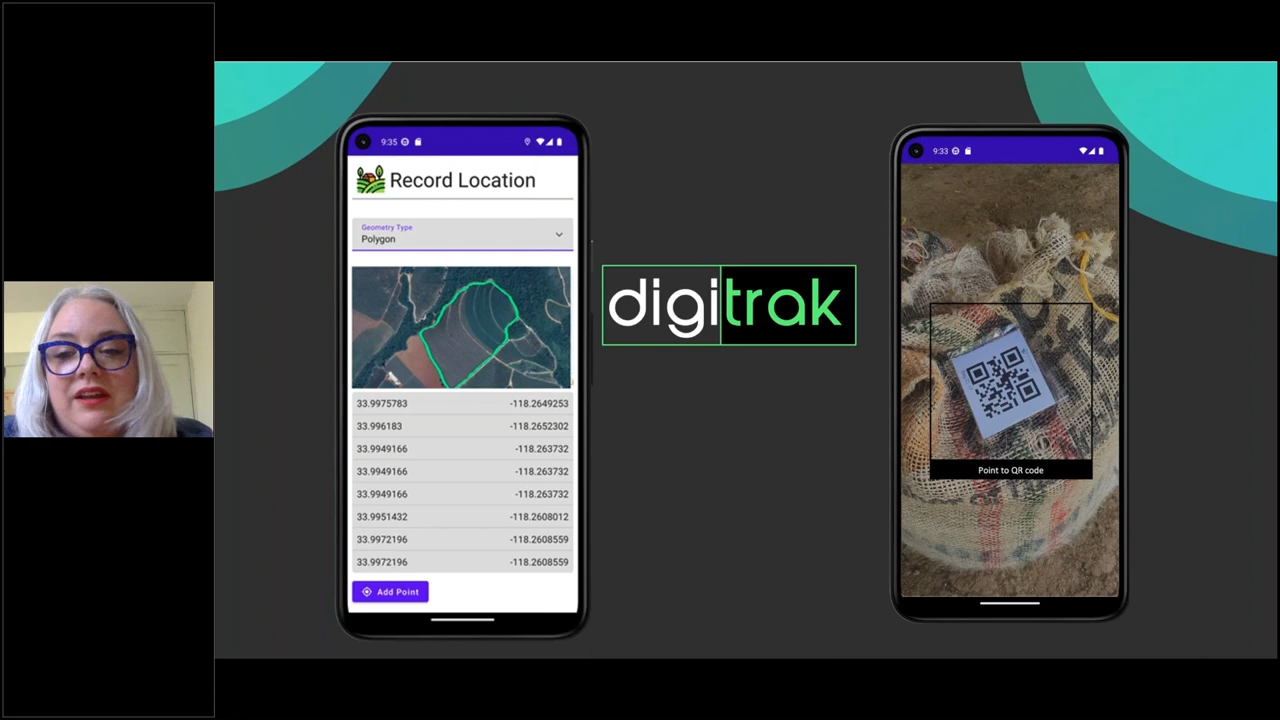 9:35
Record Location
Geometry Type
Polygon
33.9975783 -118.2649253
33.996183 -118.2652302
33.9949166 -118.263732
33.9949166 -118.263732
33.9949166 -118.263732
33.9951432 -118.2608012
33.9972196 -118.2608559
33.9972196 -118.2608559
Add Point
digitrak
9:33
Point to QR code